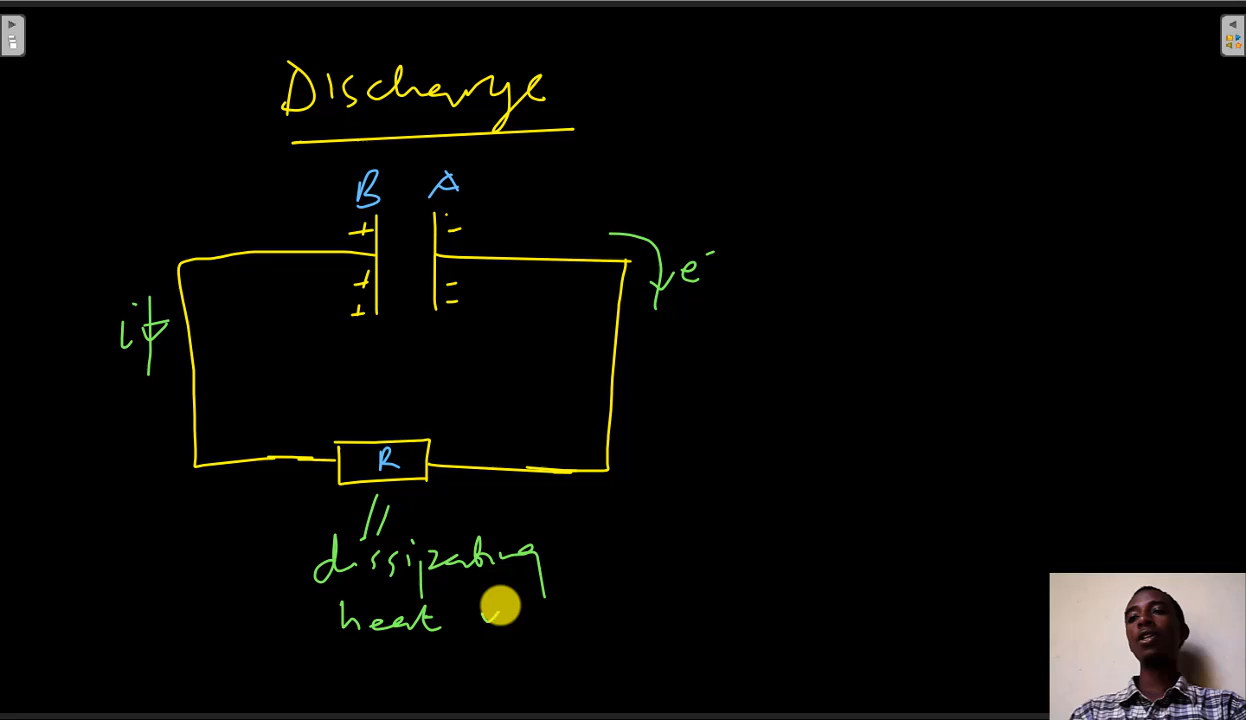 Discharge
B A
+ -
+ -
+ -
i
e-
R
dissipating
heat